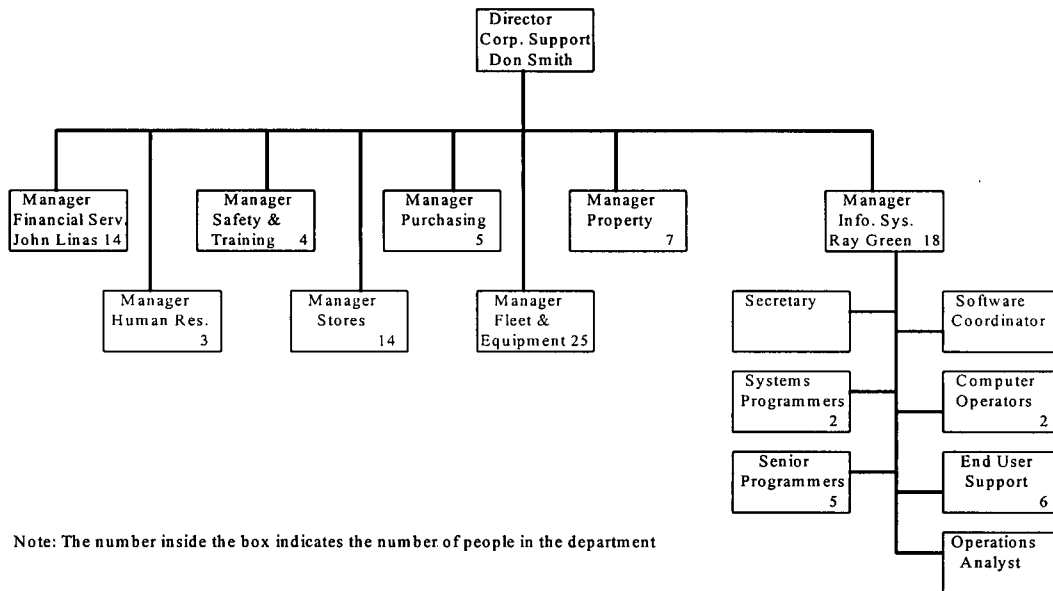 Director
Corp. Support
Don Smith
Manager
Financial Serv.
John Linas 14
Manager
Safety &
Training 4
Manager
Purchasing
5
Manager
Property
7
Manager
Info. Sys.
Ray Green 18
Manager
Human Res.
3
Manager
Stores
14
Manager
Fleet &
Equipment 25
Secretary
Software
Coordinator
Systems
Programmers
2
Computer
Operators
2
Senior
Programmers
5
End User
Support
6
Operations
Analyst
Note: The number inside the box indicates the number of people in the department